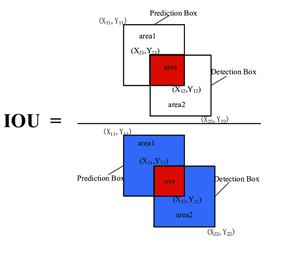 Prediction Box
(X₁₁, Y₁₁)
area1
(X₂₁, Y₂₁)
area
Detection Box
(X₁₂, Y₁₂)
area2
(X₂₂, Y₂₂)
IOU =
(X₁₁, Y₁₁)
area1
(X₂₁, Y₂₁)
Prediction Box
area
Detection Box
(X₁₂, Y₁₂)
area2
(X₂₂, Y₂₂)